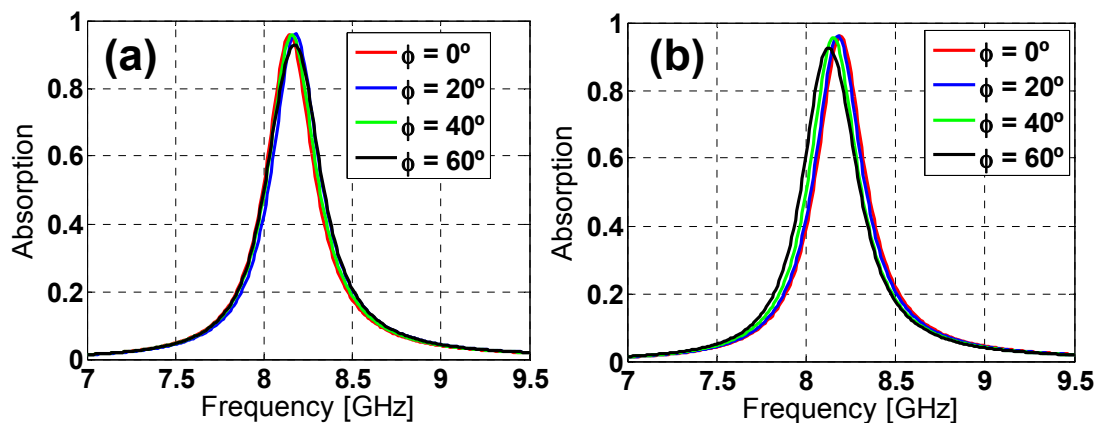 (a)
ϕ = 0º
ϕ = 20º
ϕ = 40º
ϕ = 60º
Absorption
1
0.8
0.6
0.4
0.2
0
7
7.5
8
8.5
9
9.5
Frequency [GHz]
(b)
ϕ = 0º
ϕ = 20º
ϕ = 40º
ϕ = 60º
Absorption
1
0.8
0.6
0.4
0.2
0
7
7.5
8
8.5
9
9.5
Frequency [GHz]